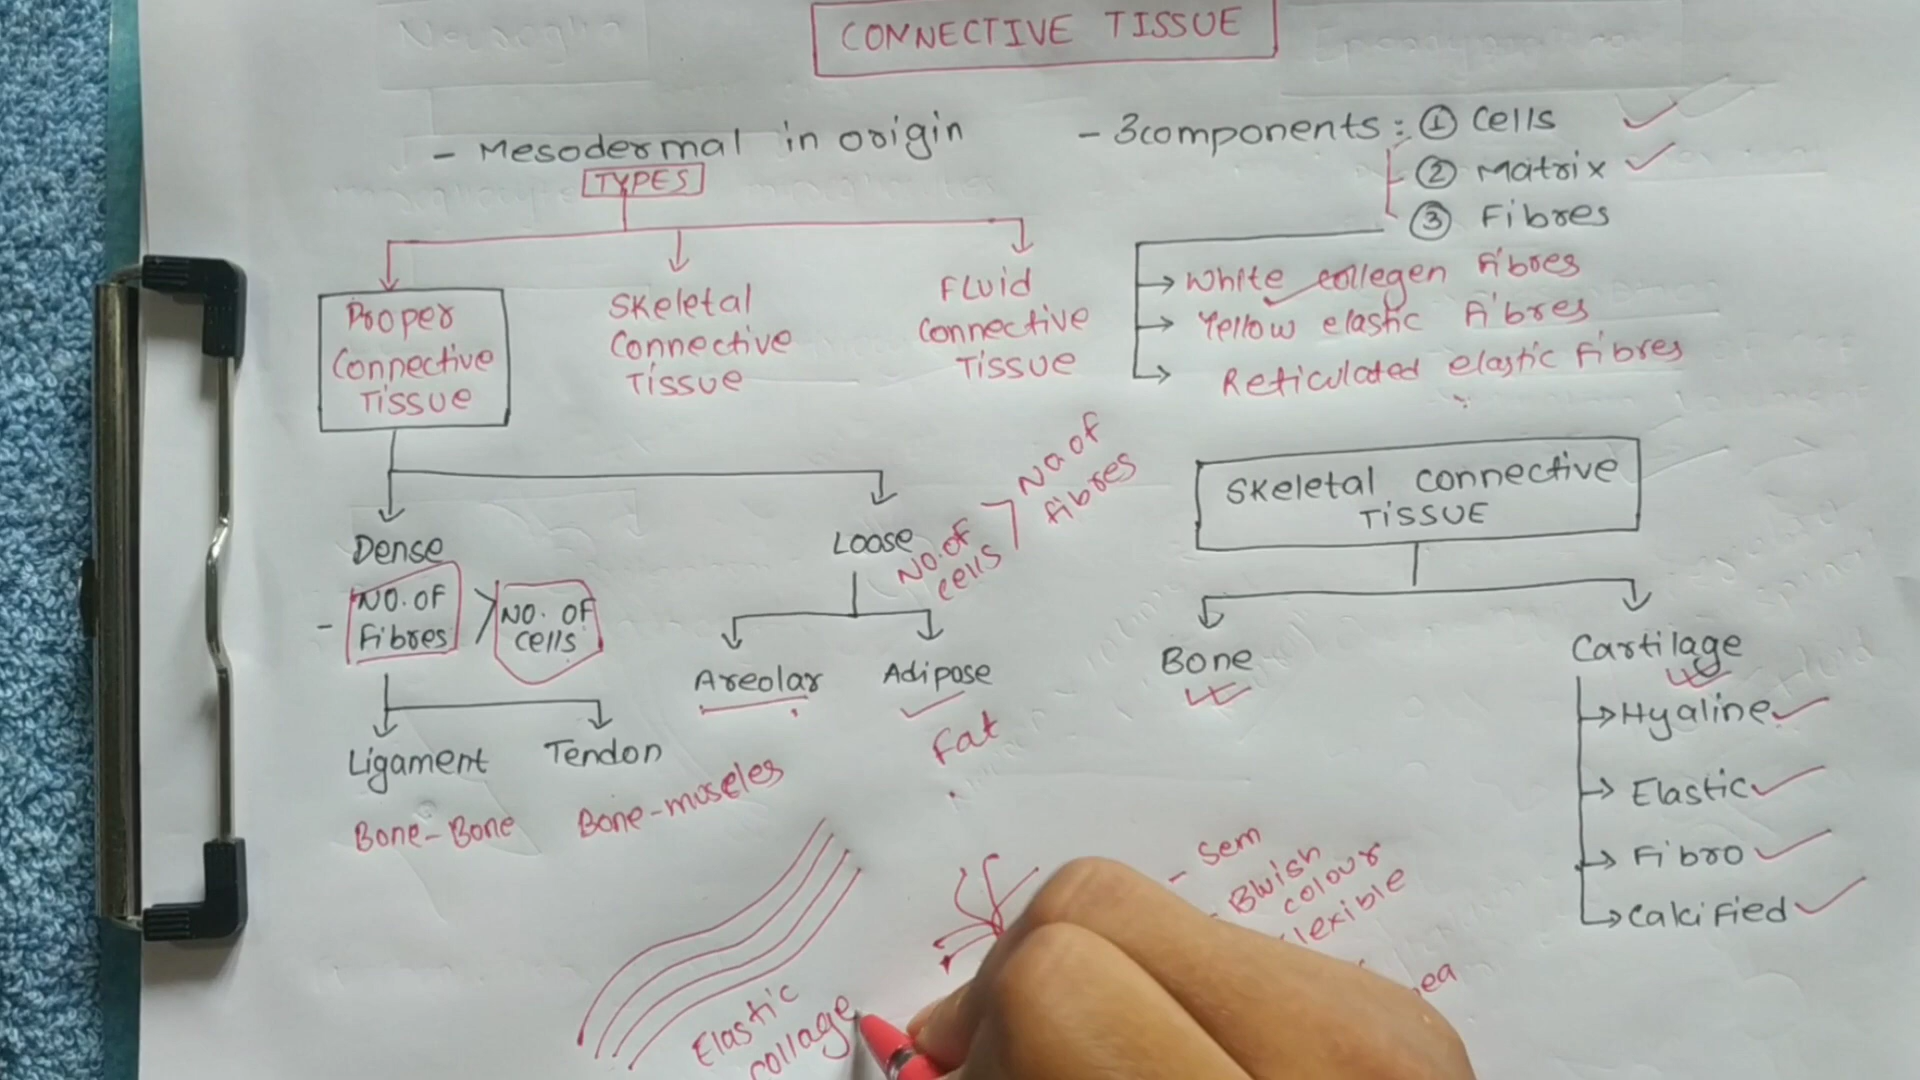 CONNECTIVE TISSUE
- Mesodermal in origin
- 3components : ① Cells
② Matrix
③ Fibres
TYPES
Proper
Connective
Tissue
Skeletal
Connective
Tissue
Fluid
Connective
Tissue
White collegen Fibres
Yellow elastic Fibres
Reticulated elastic Fibres
Dense
- No. of
Fibres
> No. of
cells
Ligament
Bone-Bone
Tendon
Bone-museles
Loose
No. of
cells
> No of
fibres
Areolar
Adipose
Fat
Skeletal connective
Tissue
Bone
Cartilage
Hyaline
Elastic
Fibro
Calcified
Elastic
collage
- Sem
- Bluish
colour
lexible